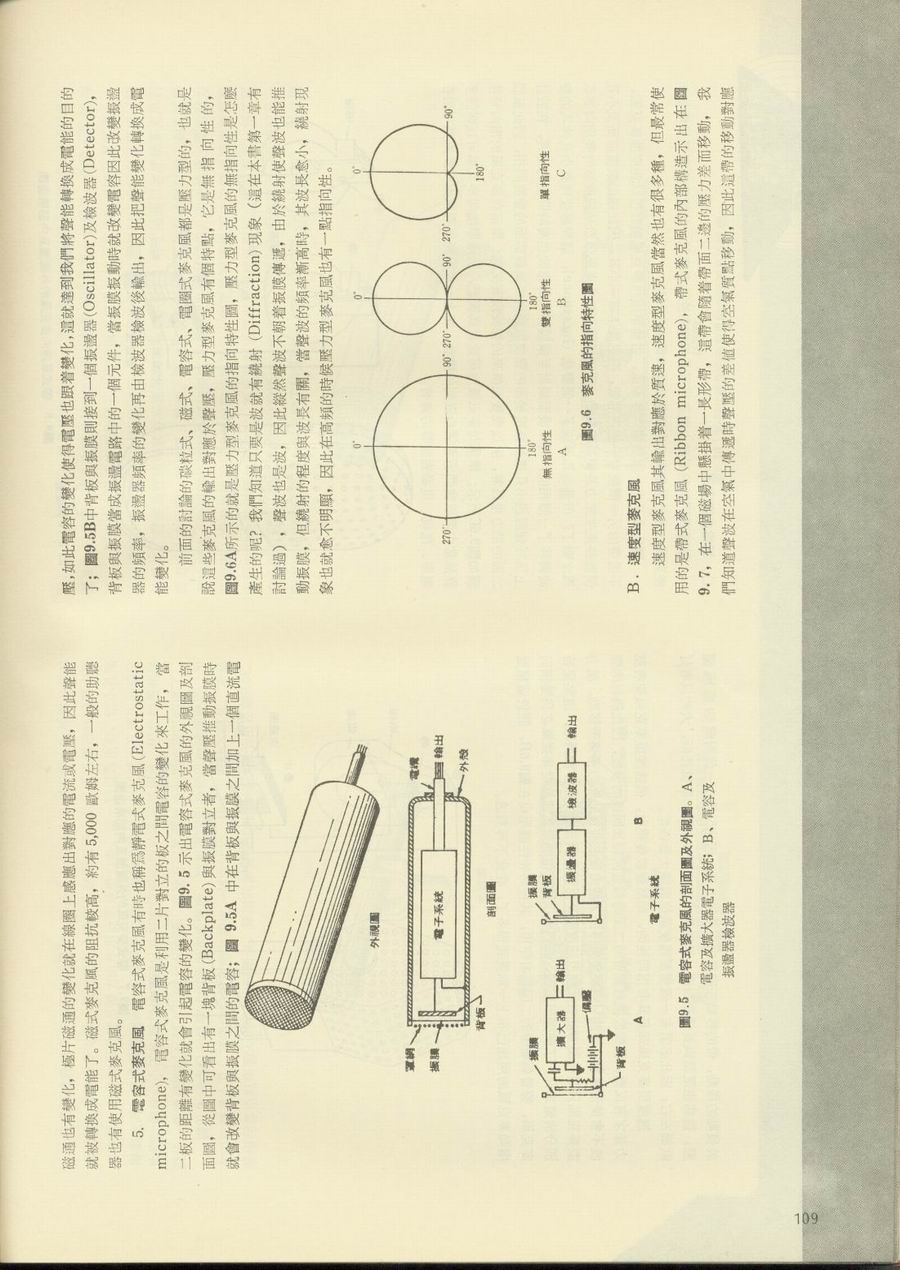 磁通也有變化，極片磁通的變化就在線圈上感應出對應的電流或電壓，因此聲能
就被轉換成電能了。磁式麥克風的阻抗較高，約有 5,000 歐姆左右，一般的助聽
器也有使用磁式麥克風。
5. 電容式麥克風　電容式麥克風有時也稱爲靜電式麥克風(Electrostatic
microphone)，電容式麥克風是利用二片對立的板之間電容的變化來工作，當
二板的距離有變化就會引起電容的變化。圖9.5 示出電容式麥克風的外視圖及剖
面圖，從圖中可看出有一塊背板(Backplate)與振膜對立者，當聲壓推動振膜時
就會改變背板與振膜之間的電容；圖 9.5A 中在背板與振膜之間加上一個直流電
外視圖
電纜
輸出
外殼
電子系統
罩網
振膜
背板
剖面圖
振膜
擴大器
輸出
偏壓
背板
A
振膜
背板
振盪器
檢波器
輸出
B
電子系統
圖9.5　電容式麥克風的剖面圖及外視圖。A、
電容及擴大器電子系統；B、電容及
振盪器檢波器
壓，如此電容的變化使得電壓也跟着變化，這就達到我們將聲能轉換成電能的目的
了；圖9.5B中背板與振膜則接到一個振盪器(Oscillator)及檢波器(Detector)，
背板與振膜當成振盪電路中的一個元件，當振膜振動時就改變電容因此改變振盪
器的頻率，振盪器頻率的變化再由檢波器檢波後輸出，因此把聲能變化轉換成電
能變化。
前面的討論的碳粒式、磁式、電容式、電圈式麥克風都是壓力型的，也就是
說這些麥克風的輸出對應於聲壓，壓力型麥克風有個特點，它是無指向性的，
圖9.6A所示的就是壓力型麥克風的指向特性圖，壓力型麥克風的無指向性是怎麽
產生的呢？我們知道只要是波就有繞射 (Diffraction) 現象（這在本書第一章有
討論過），聲波也是波，因此縱然聲波不朝着振膜傳遞，由於繞射使聲波也能推
動振膜，但繞射的程度與波長有關，當聲波的頻率漸高時，其波長愈小，繞射現
象也就愈不明顯，因此在高頻的時候壓力型麥克風也有一點指向性。
0°
270°
90°
180°
無指向性
A
0°
270°
90°
180°
雙指向性
B
0°
270°
90°
180°
單指向性
C
圖9.6　麥克風的指向特性圖
B. 速度型麥克風
速度型麥克風其輸出對應於質速，速度型麥克風當然也有很多種，但最常使
用的是帶式麥克風 (Ribbon microphone)，帶式麥克風的內部構造示出在圖
9.7，在一個磁場中懸掛着一長形帶，這帶會隨着帶面二邊的壓力差而移動，我
們知道聲波在空氣中傳遞時聲壓的差値使得空氣質點移動，因此這帶的移動對應
109